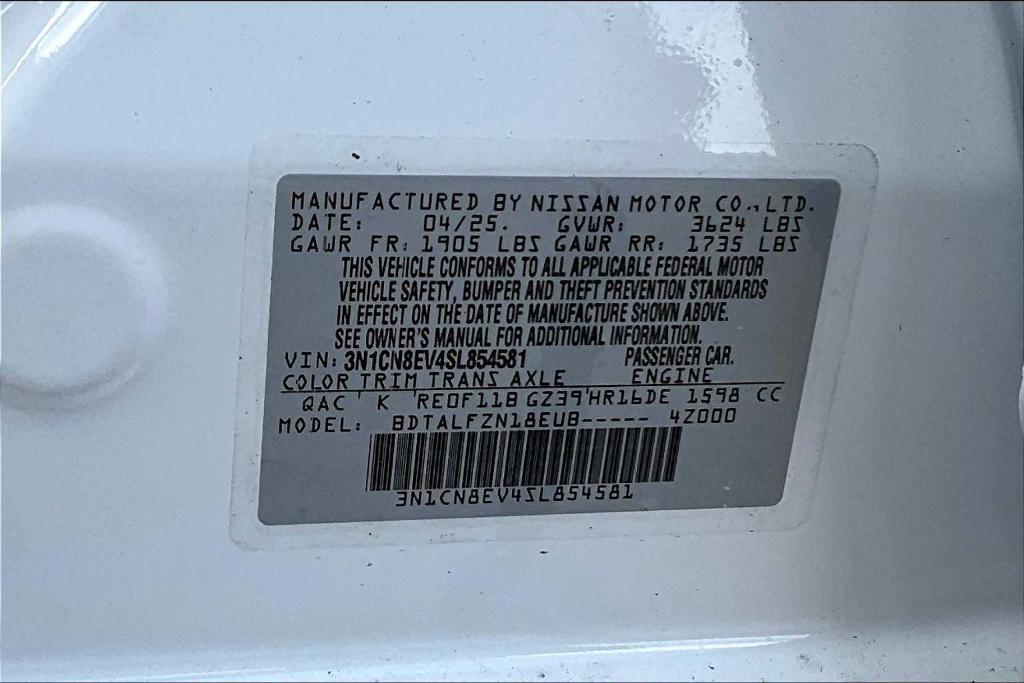 MANUFACTURED BY NISSAN MOTOR CO.,LTD.
DATE: 04/25. GVWR: 3624 LBS
GAWR FR: 1905 LBS GAWR RR: 1735 LBS
THIS VEHICLE CONFORMS TO ALL APPLICABLE FEDERAL MOTOR
VEHICLE SAFETY, BUMPER AND THEFT PREVENTION STANDARDS
IN EFFECT ON THE DATE OF MANUFACTURE SHOWN ABOVE.
SEE OWNER'S MANUAL FOR ADDITIONAL INFORMATION.
VIN: 3N1CN8EV4SL854581 PASSENGER CAR.
COLOR TRIM TRANS AXLE ENGINE
QAC K RE0F11B GZ39 HR16DE 1598 CC
MODEL: BDTALFZN18EUB----- 4Z000
3N1CN8EV4SL854581